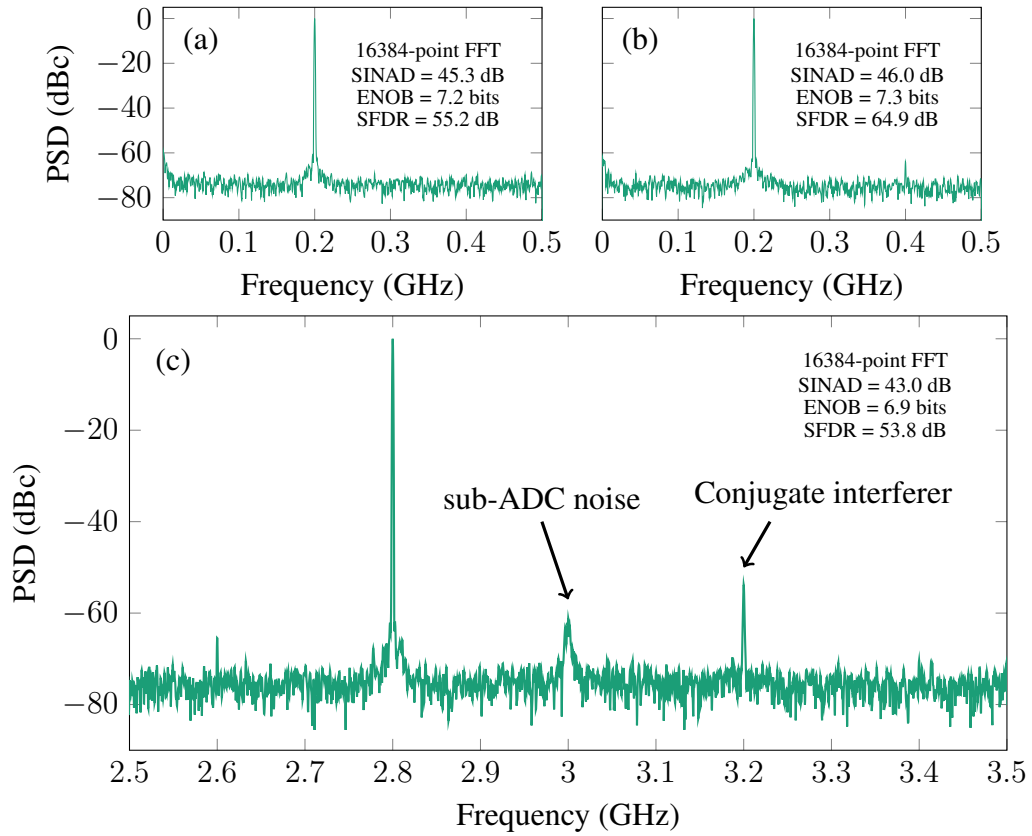 (a)
16384-point FFT
SINAD = 45.3 dB
ENOB = 7.2 bits
SFDR = 55.2 dB
0
−20
−40
−60
−80
PSD (dBc)
0 0.1 0.2 0.3 0.4 0.5
Frequency (GHz)
(b)
16384-point FFT
SINAD = 46.0 dB
ENOB = 7.3 bits
SFDR = 64.9 dB
0
−20
−40
−60
−80
0 0.1 0.2 0.3 0.4 0.5
Frequency (GHz)
(c)
16384-point FFT
SINAD = 43.0 dB
ENOB = 6.9 bits
SFDR = 53.8 dB
sub-ADC noise
Conjugate interferer
0
−20
−40
−60
−80
PSD (dBc)
2.5 2.6 2.7 2.8 2.9 3 3.1 3.2 3.3 3.4 3.5
Frequency (GHz)